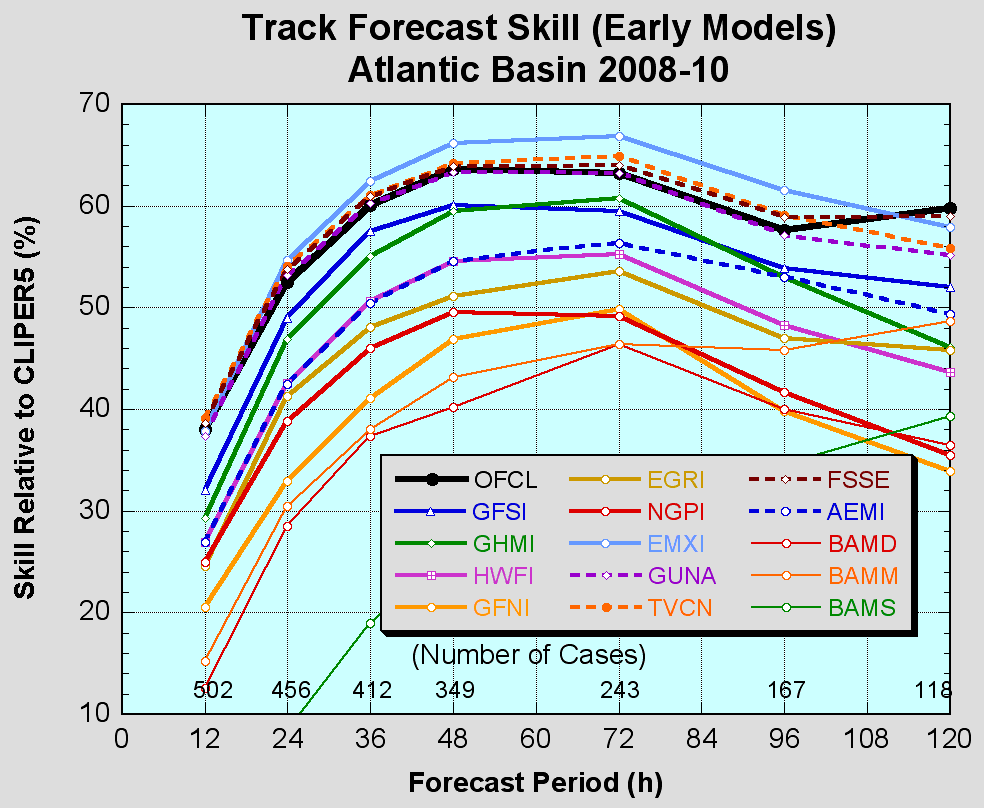 Track Forecast Skill (Early Models)
Atlantic Basin 2008-10
Skill Relative to CLIPER5 (%)
70
60
50
40
30
20
10
OFCL EGRI FSSE
GFSI NGPI AEMI
GHMI EMXI BAMD
HWFI GUNA BAMM
GFNI TVCN BAMS
(Number of Cases)
502 456 412 349 243 167 118
0 12 24 36 48 60 72 84 96 108 120
Forecast Period (h)